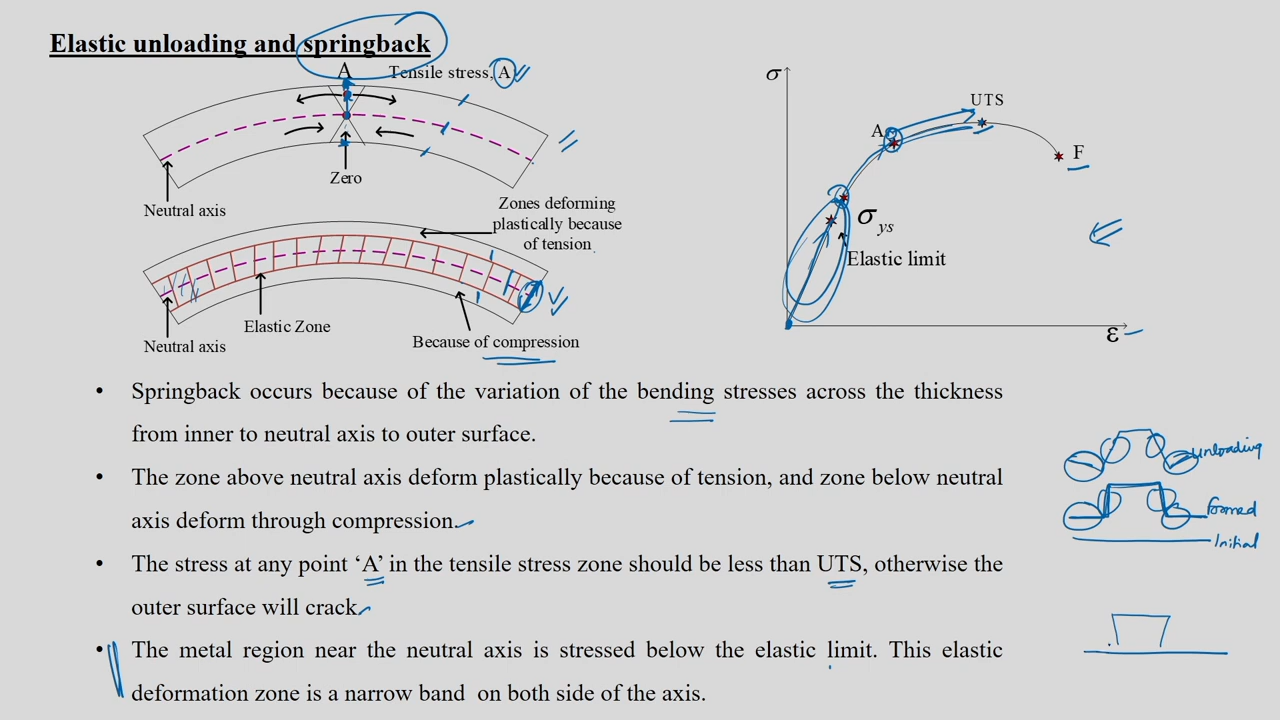 Elastic unloading and springback
A
Tensile stress, A
Zero
Neutral axis
Zones deforming
plastically because
of tension
Elastic Zone
Neutral axis
Because of compression
σ
UTS
A
F
σys
Elastic limit
ε
• Springback occurs because of the variation of the bending stresses across the thickness
from inner to neutral axis to outer surface.
• The zone above neutral axis deform plastically because of tension, and zone below neutral
axis deform through compression.
• The stress at any point ‘A’ in the tensile stress zone should be less than UTS, otherwise the
outer surface will crack.
• The metal region near the neutral axis is stressed below the elastic limit. This elastic
deformation zone is a narrow band on both side of the axis.
unloading
formed
Initial